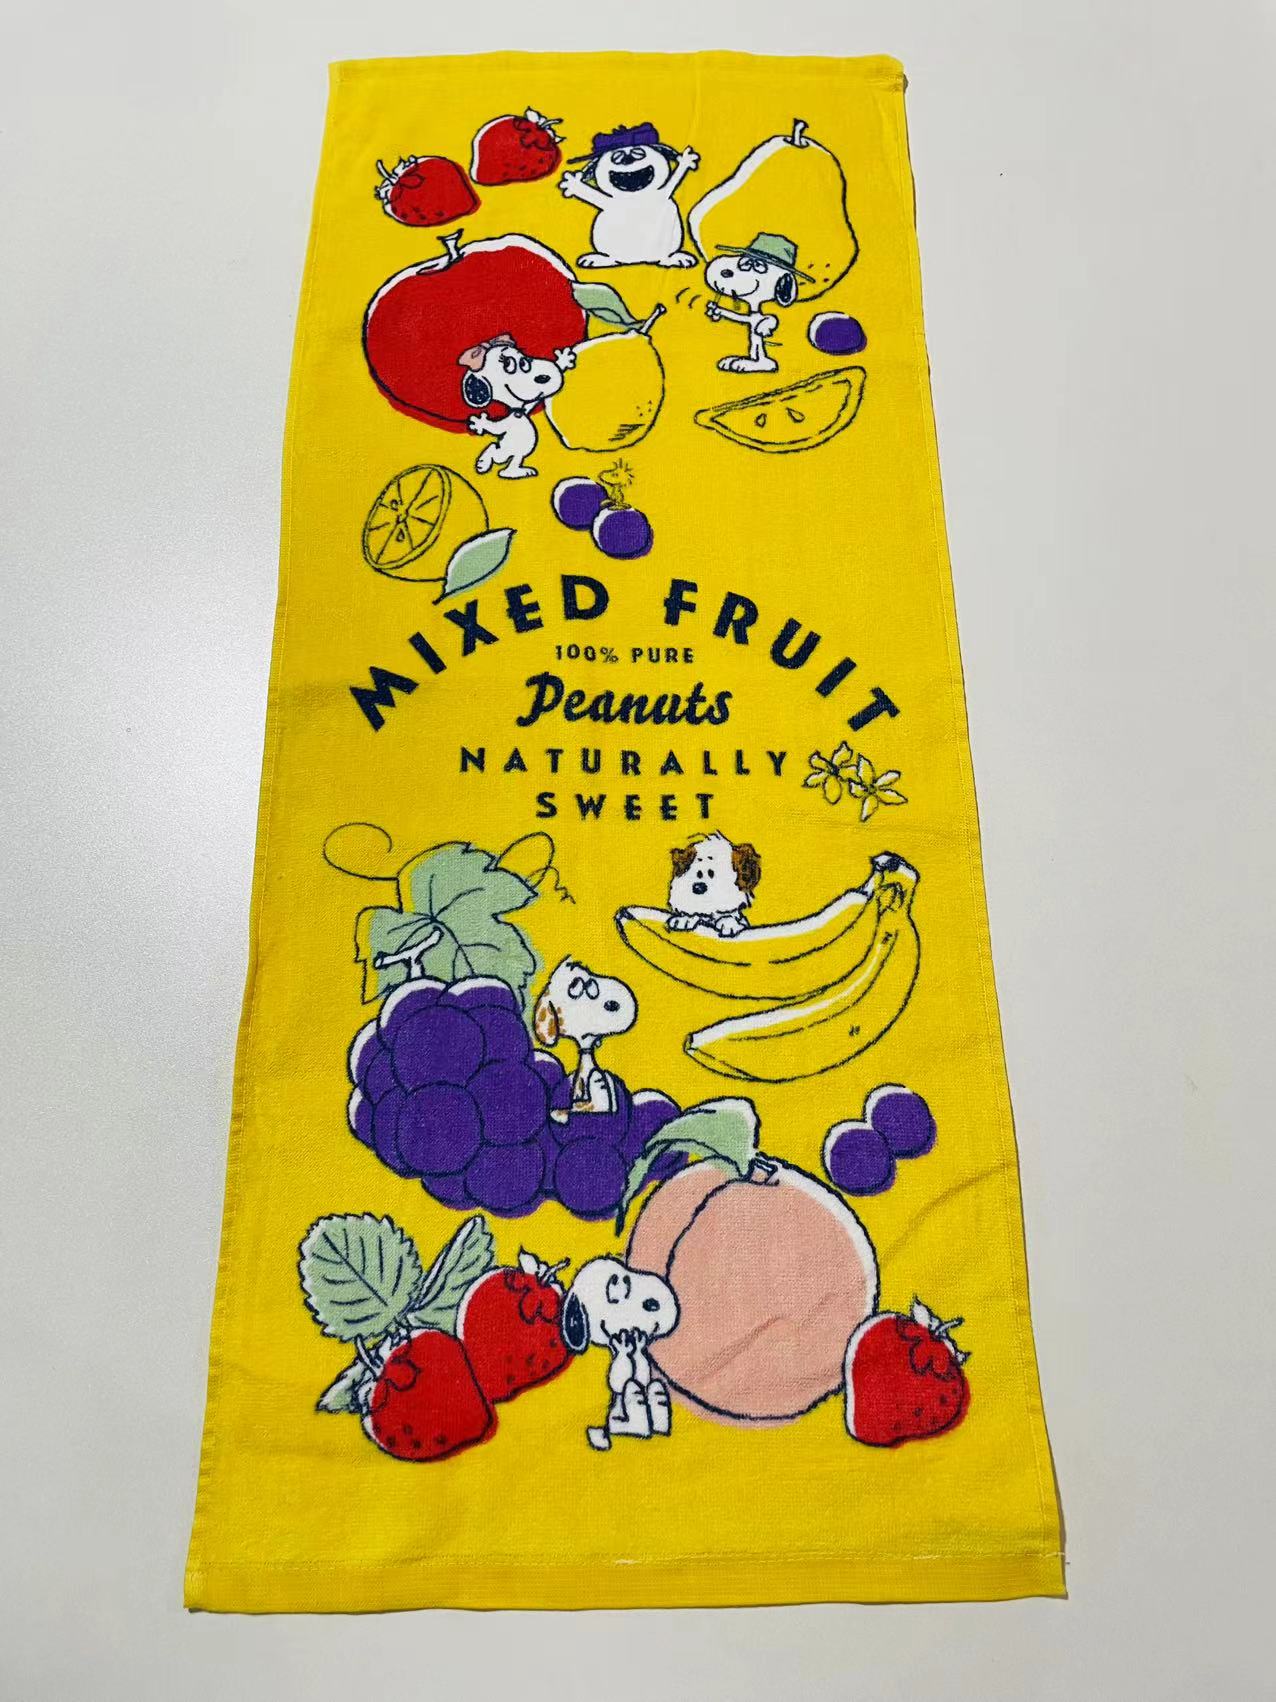 MIXED FRUIT
100% PURE
Peanuts
NATURALLY
SWEET